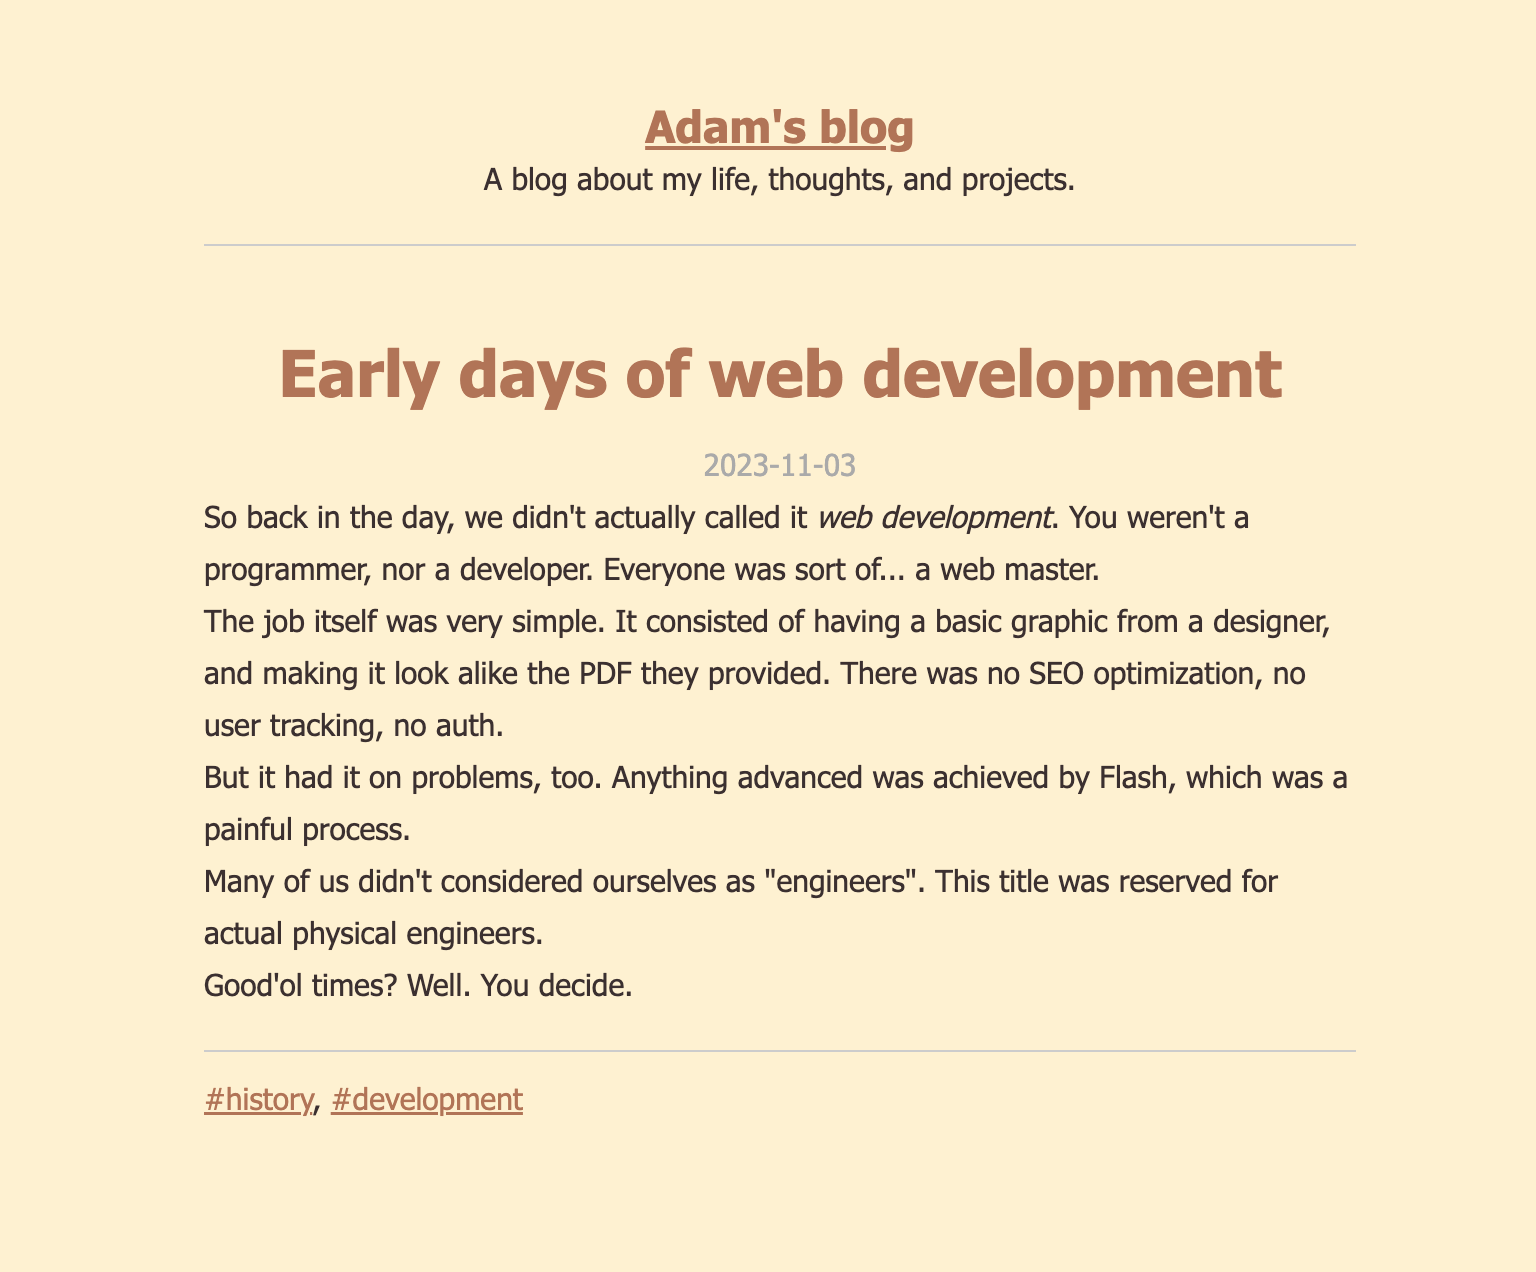 Adam's blog
A blog about my life, thoughts, and projects.
Early days of web development
2023-11-03
So back in the day, we didn't actually called it web development. You weren't a
programmer, nor a developer. Everyone was sort of... a web master.
The job itself was very simple. It consisted of having a basic graphic from a designer,
and making it look alike the PDF they provided. There was no SEO optimization, no
user tracking, no auth.
But it had it on problems, too. Anything advanced was achieved by Flash, which was a
painful process.
Many of us didn't considered ourselves as "engineers". This title was reserved for
actual physical engineers.
Good'ol times? Well. You decide.
#history, #development